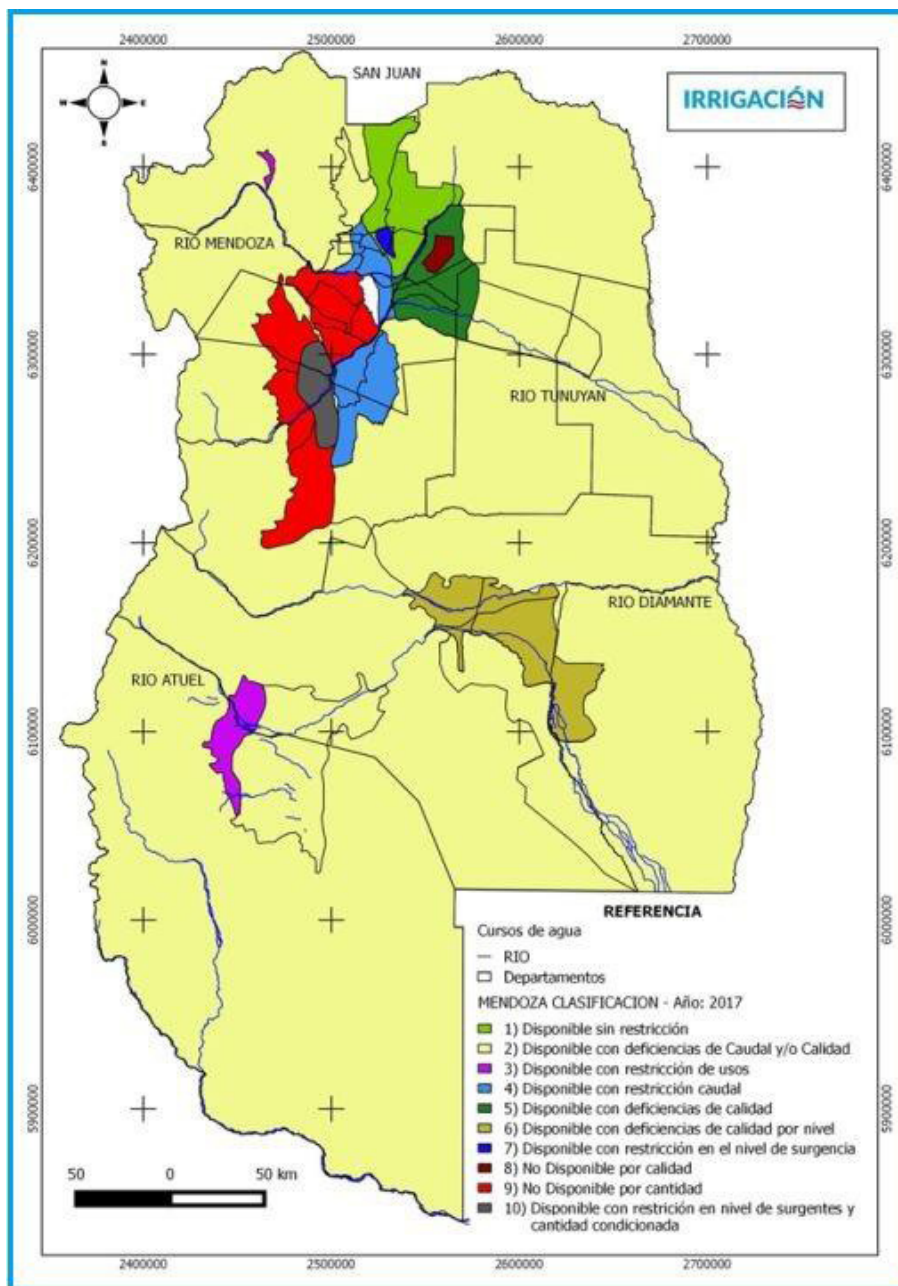 2400000 2500000 2600000 2700000
SAN JUAN
IRRIGACIÓN
N
W E
S
6400000 6400000
RIO MENDOZA
6300000 6300000
RIO TUNUYAN
6200000 6200000
RIO DIAMANTE
RIO ATUEL
6100000 6100000
REFERENCIA
Cursos de agua
RIO
Departamentos
MENDOZA CLASIFICACION - Año: 2017
1) Disponible sin restricción
2) Disponible con deficiencias de Caudal y/o Calidad
3) Disponible con restricción de usos
4) Disponible con restricción caudal
5) Disponible con deficiencias de calidad
6) Disponible con deficiencias de calidad por nivel
7) Disponible con restricción en el nivel de surgencia
8) No Disponible por calidad
9) No Disponible por cantidad
10) Disponible con restrición en nivel de surgentes y
cantidad condicionada
6000000 6000000
5900000 5900000
50 0 50 km
2400000 2500000 2600000 2700000